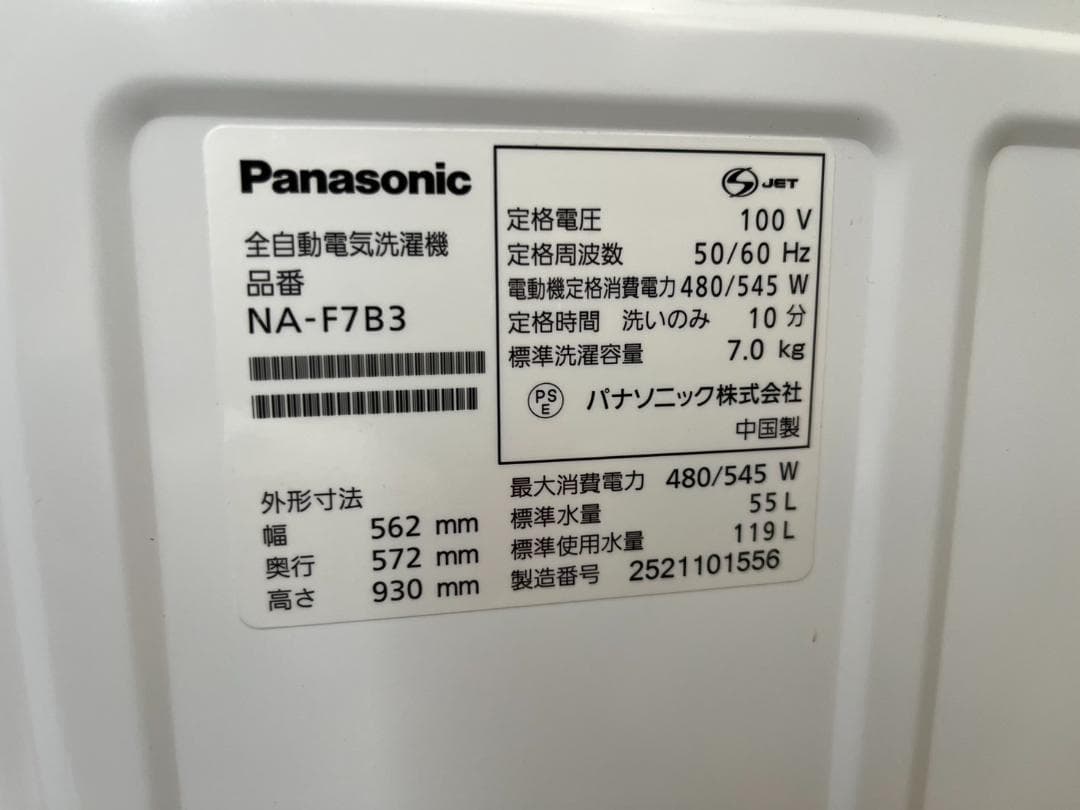 Panasonic
全自動電気洗濯機
品番
NA-F7B3
外形寸法
幅 562 mm
奥行 572 mm
高さ 930 mm
S JET
定格電圧 100 V
定格周波数 50/60 Hz
電動機定格消費電力 480/545 W
定格時間 洗いのみ 10 分
標準洗濯容量 7.0 kg
PS
E
パナソニック株式会社
中国製
最大消費電力 480/545 W
標準水量 55 L
標準使用水量 119 L
製造番号 2521101556